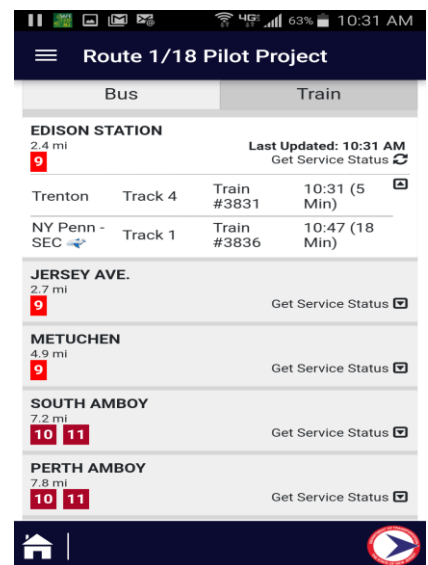 4G 63% 10:31 AM
Route 1/18 Pilot Project
Bus Train
EDISON STATION
2.4 mi Last Updated: 10:31 AM
9 Get Service Status
Trenton Track 4 Train #3831 10:31 (5 Min)
NY Penn - SEC Track 1 Train #3836 10:47 (18 Min)
JERSEY AVE.
2.7 mi
9 Get Service Status
METUCHEN
4.9 mi
9 Get Service Status
SOUTH AMBOY
7.2 mi
10 11 Get Service Status
PERTH AMBOY
7.8 mi
10 11 Get Service Status